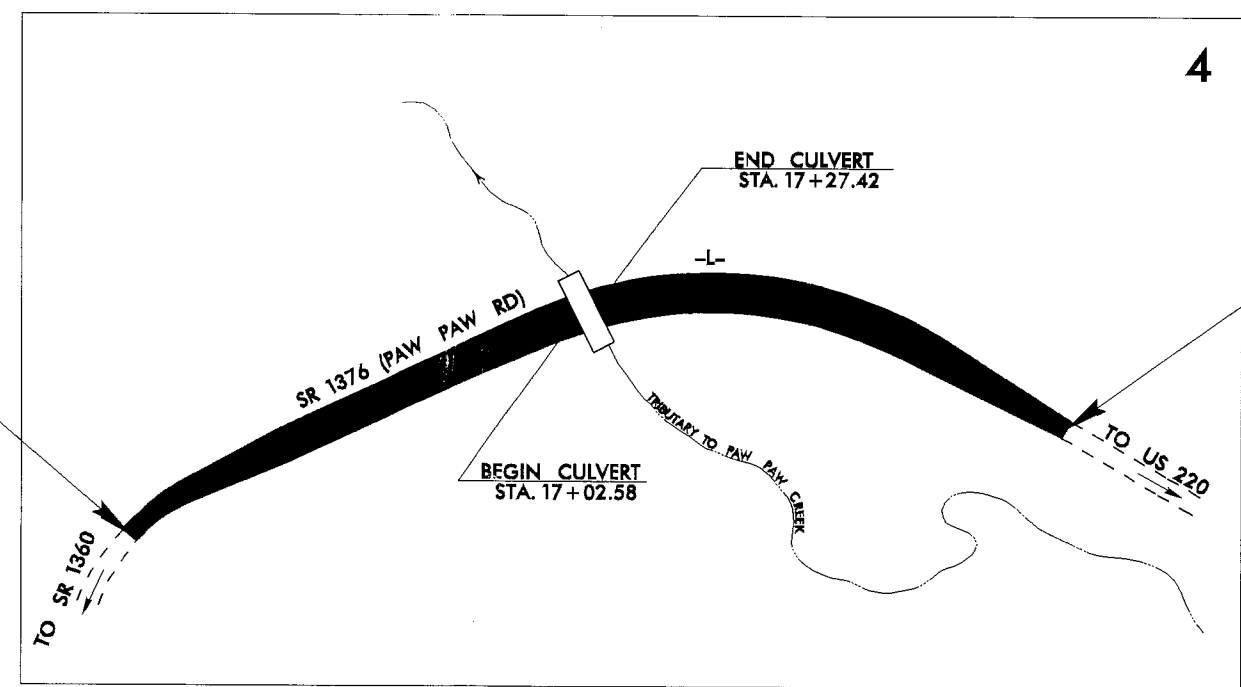 4
END CULVERT
STA. 17+27.42
-L-
SR 1376 (PAW PAW RD)
BEGIN CULVERT
STA. 17+02.58
TRIBUTARY TO PAW PAW CREEK
TO US 220
TO SR 1360